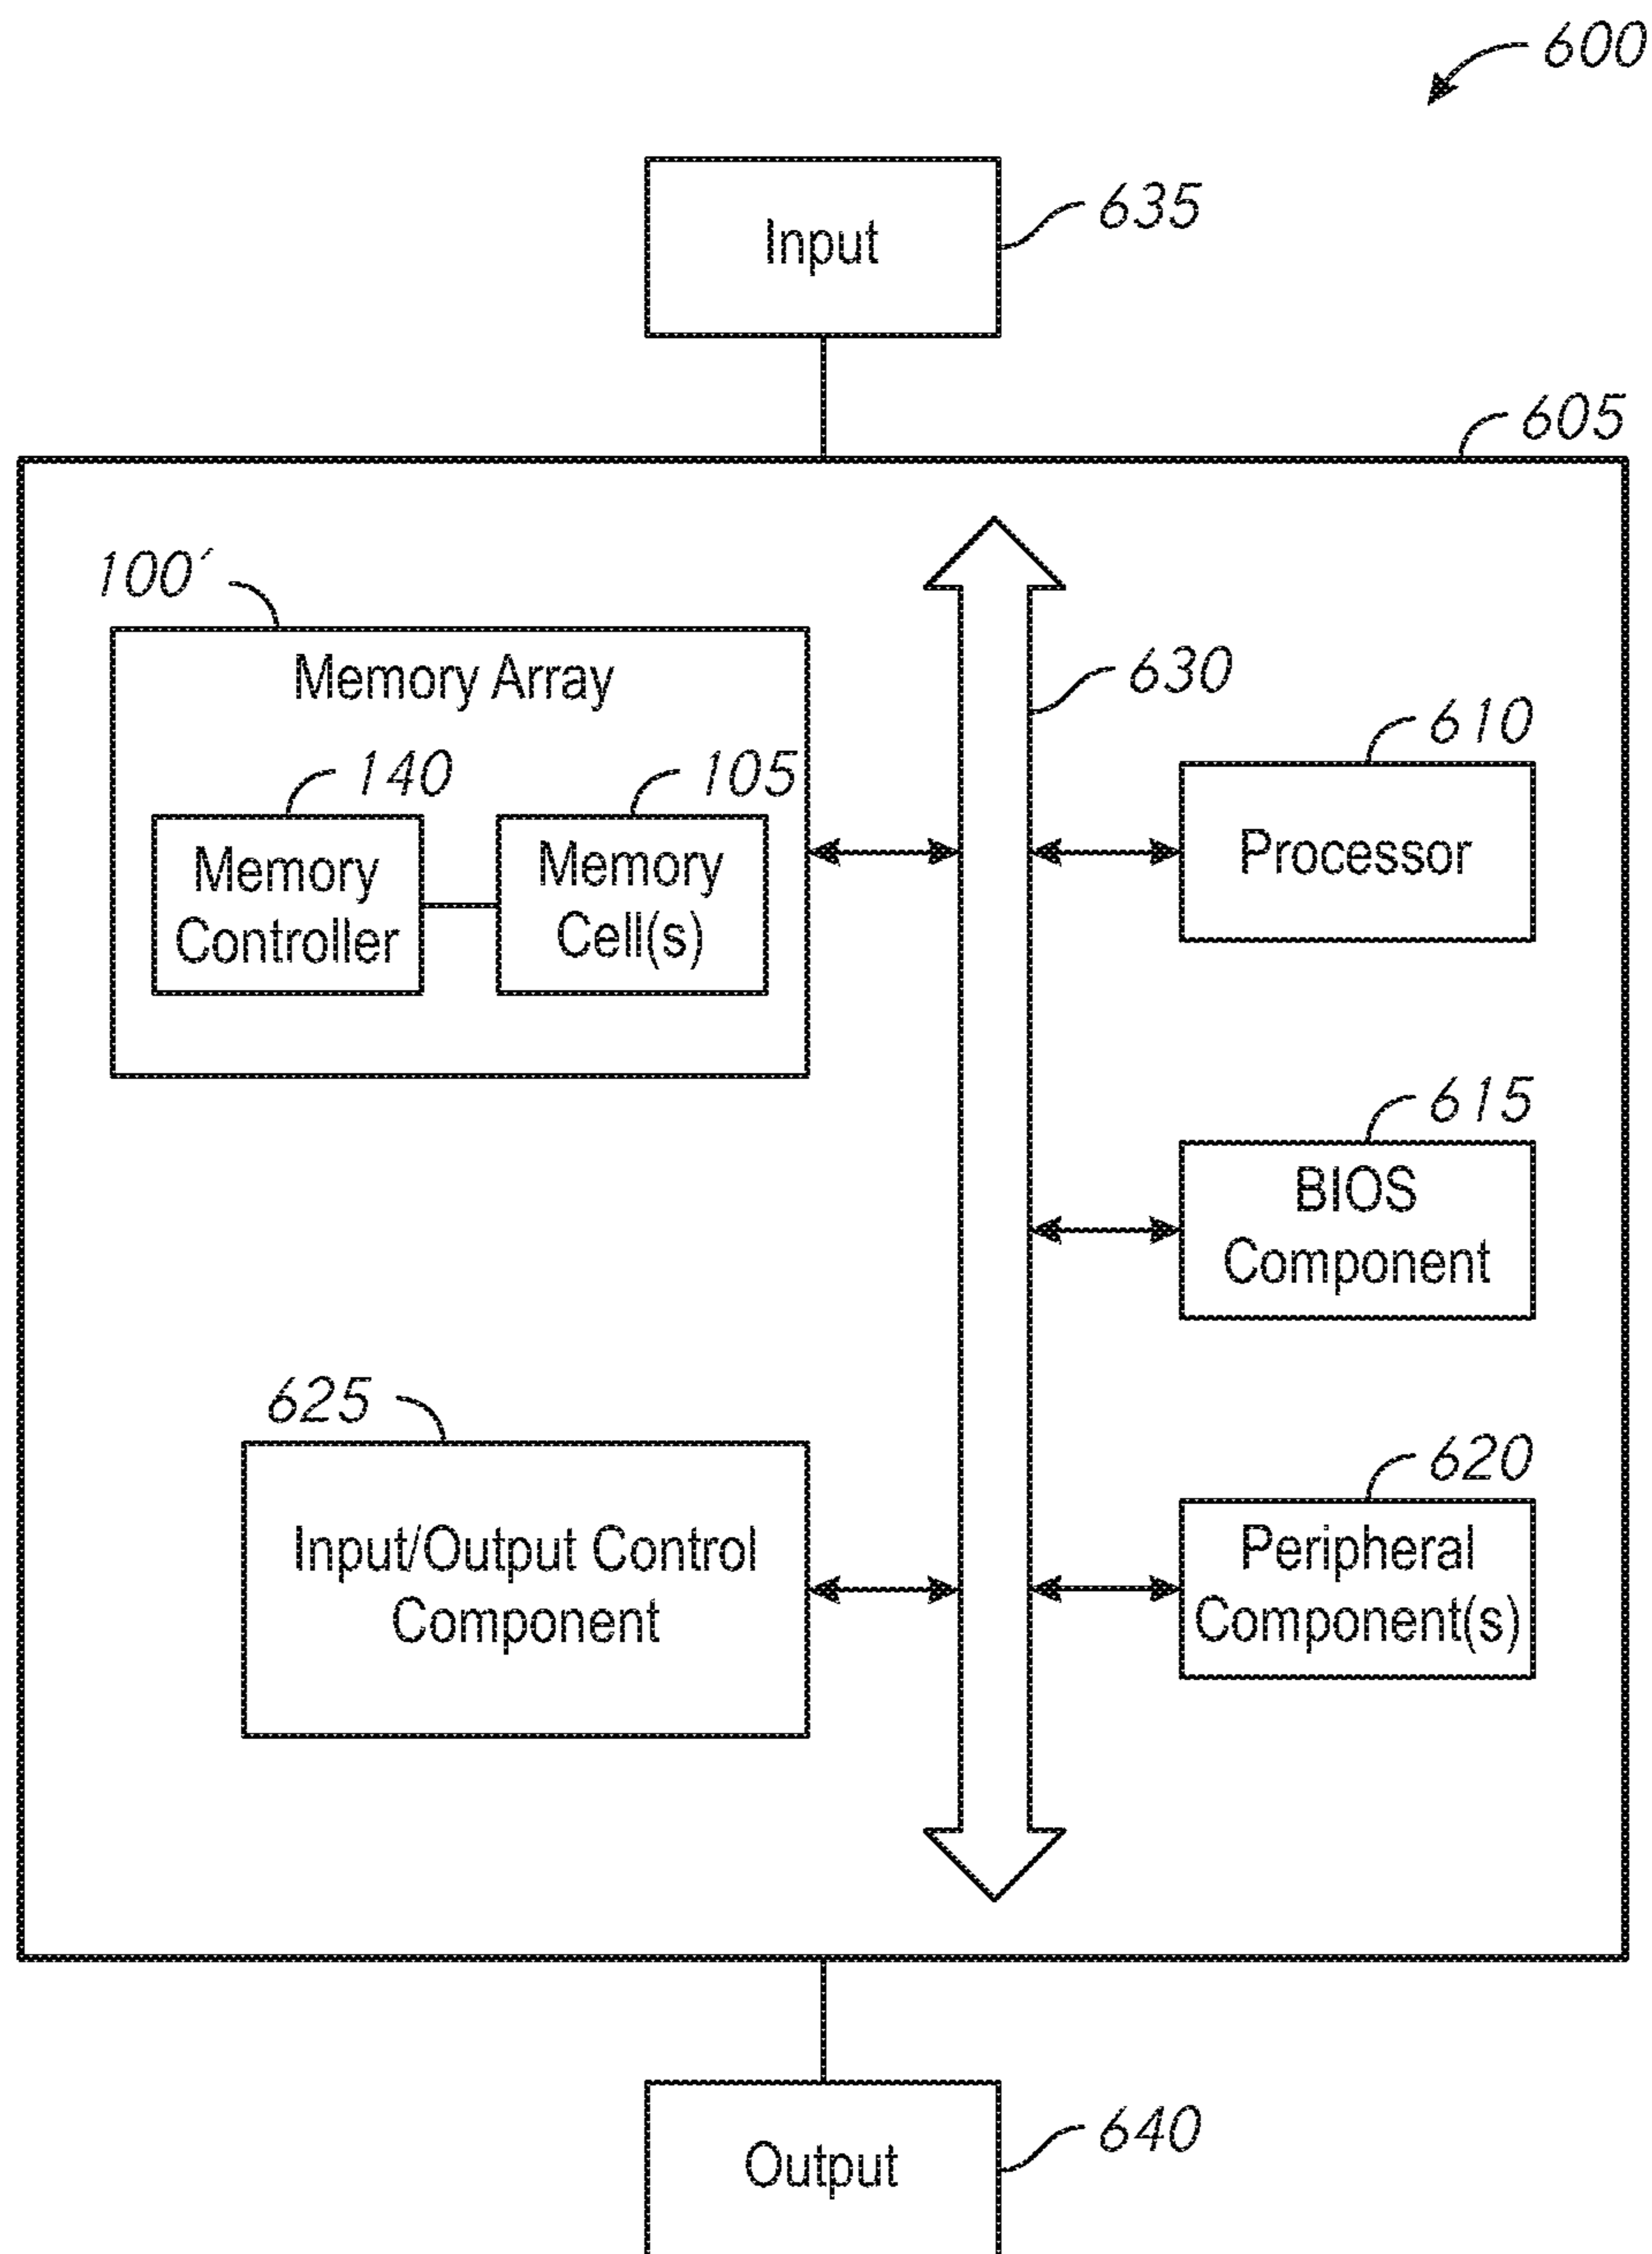 600
Input
635
605
100′
Memory Array
630
610
140
105
Memory
Controller
Memory
Cell(s)
Processor
615
BIOS
Component
625
620
Input/Output Control
Component
Peripheral
Component(s)
Output
640